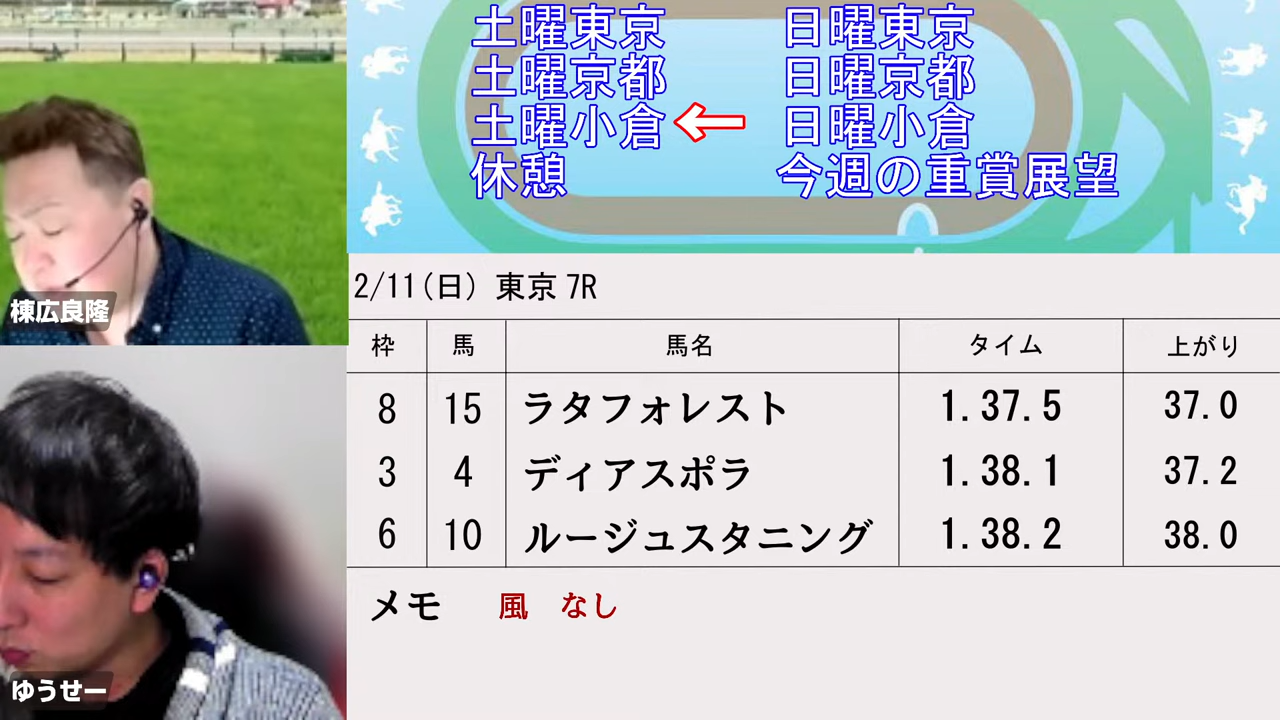 土曜東京 日曜東京
土曜京都 日曜京都
土曜小倉 日曜小倉
休憩 今週の重賞展望
棟広良隆
2/11(日) 東京 7R
枠 馬 馬名 タイム 上がり
8 15 ラタフォレスト 1.37.5 37.0
3 4 ディアスポラ 1.38.1 37.2
6 10 ルージュスタニング 1.38.2 38.0
メモ 風 なし
ゆうせー